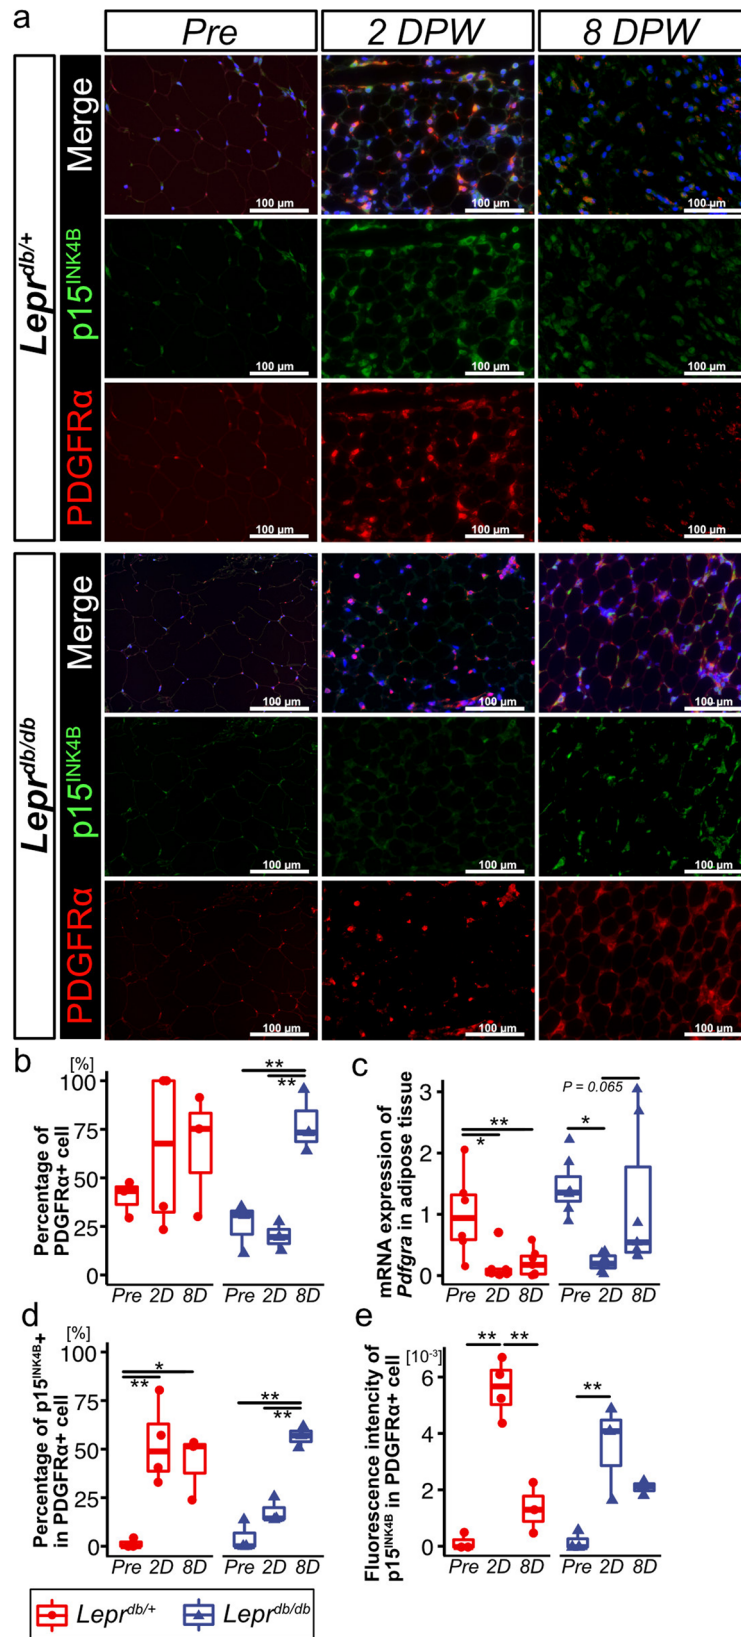 a
Pre 2 DPW 8 DPW
Lepr^db/+
Merge
100 µm 100 µm 100 µm
p15^INK4B
100 µm 100 µm 100 µm
PDGFRα
100 µm 100 µm 100 µm
Lepr^db/db
Merge
100 µm 100 µm 100 µm
p15^INK4B
100 µm 100 µm 100 µm
PDGFRα
100 µm 100 µm 100 µm
b
[%]
Percentage of
PDGFRα+ cell
100
75
50
25
0
** **
Pre 2D 8D Pre 2D 8D
c
mRNA expression of
Pdfgra in adipose tissue
3
2
1
0
** * P = 0.065 *
Pre 2D 8D Pre 2D 8D
d
[%]
Percentage of p15^INK4B+
in PDGFRα+ cell
100
75
50
25
0
* ** ** **
Pre 2D 8D Pre 2D 8D
e
[10^-3]
Fluorescence intencity of
p15^INK4B in PDGFRα+ cell
6
4
2
0
** ** **
Pre 2D 8D Pre 2D 8D
Lepr^db/+ Lepr^db/db